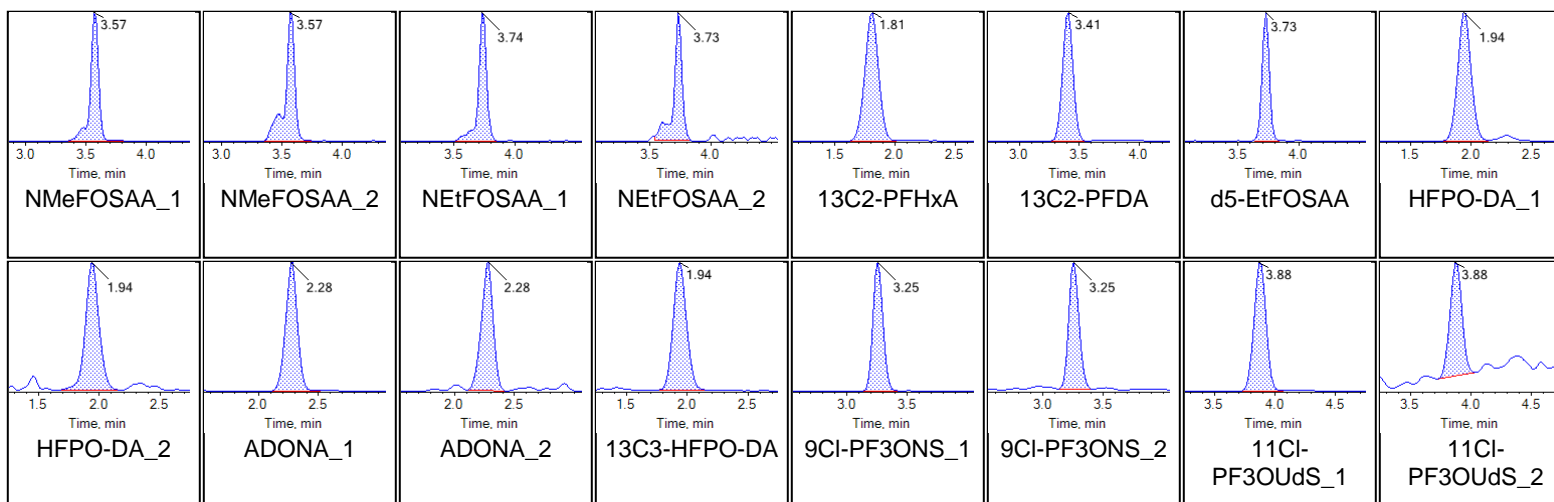 3.57 3.57 3.74 3.73 1.81 3.41 3.73 1.94
3.0 3.5 4.0 3.0 3.5 4.0 3.5 4.0 3.5 4.0 1.5 2.0 2.5 3.0 3.5 4.0 3.5 4.0 1.5 2.0 2.5
Time, min Time, min Time, min Time, min Time, min Time, min Time, min Time, min
NMeFOSAA_1 NMeFOSAA_2 NEtFOSAA_1 NEtFOSAA_2 13C2-PFHxA 13C2-PFDA d5-EtFOSAA HFPO-DA_1
1.94 2.28 2.28 1.94 3.25 3.25 3.88 3.88
1.5 2.0 2.5 2.0 2.5 2.0 2.5 1.5 2.0 2.5 3.0 3.5 3.0 3.5 3.5 4.0 4.5 3.5 4.0 4.5
Time, min Time, min Time, min Time, min Time, min Time, min Time, min Time, min
HFPO-DA_2 ADONA_1 ADONA_2 13C3-HFPO-DA 9Cl-PF3ONS_1 9Cl-PF3ONS_2 11Cl- 11Cl-
PF3OUdS_1 PF3OUdS_2